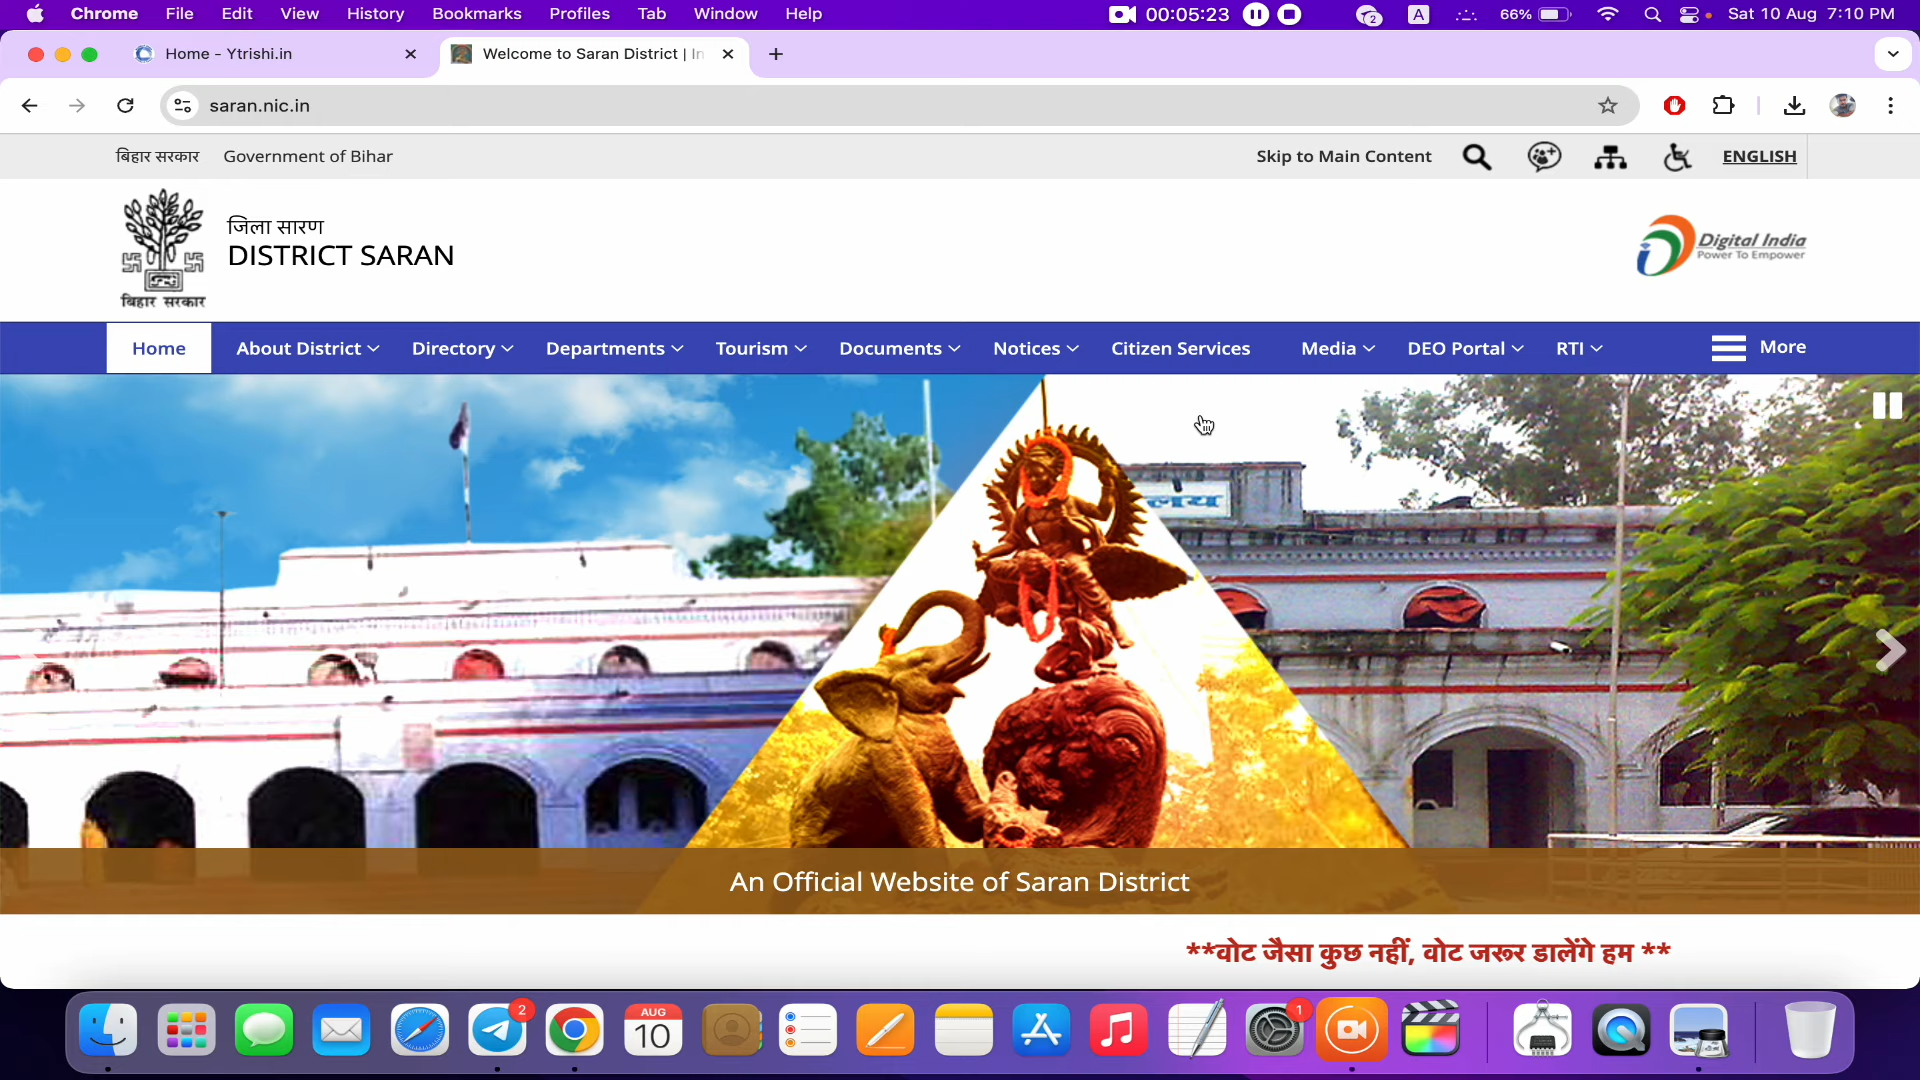 Chrome File Edit View History Bookmarks Profiles Tab Window Help 00:05:23 2 A 66% Sat 10 Aug 7:10 PM
Home - Ytrishi.in Welcome to Saran District | In
saran.nic.in
बिहार सरकार Government of Bihar Skip to Main Content ENGLISH
जिला सारण
DISTRICT SARAN
बिहार सरकार
Digital India
Power To Empower
Home About District Directory Departments Tourism Documents Notices Citizen Services Media DEO Portal RTI More
An Official Website of Saran District
**वोट जैसा कुछ नहीं, वोट जरूर डालेंगे हम **
2
AUG
10
1